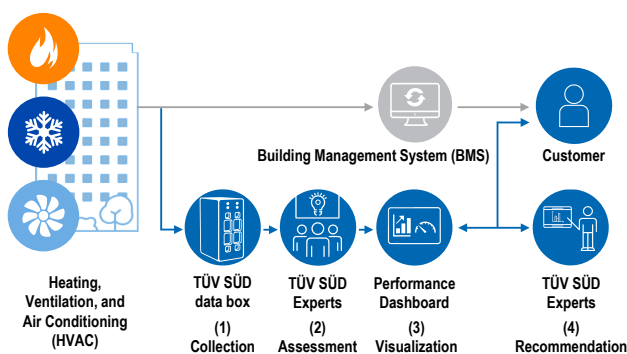 Building Management System (BMS)
Customer
Heating,
Ventilation, and
Air Conditioning
(HVAC)
TÜV SÜD
data box
(1)
Collection
TÜV SÜD
Experts
(2)
Assessment
Performance
Dashboard
(3)
Visualization
TÜV SÜD
Experts
(4)
Recommendation